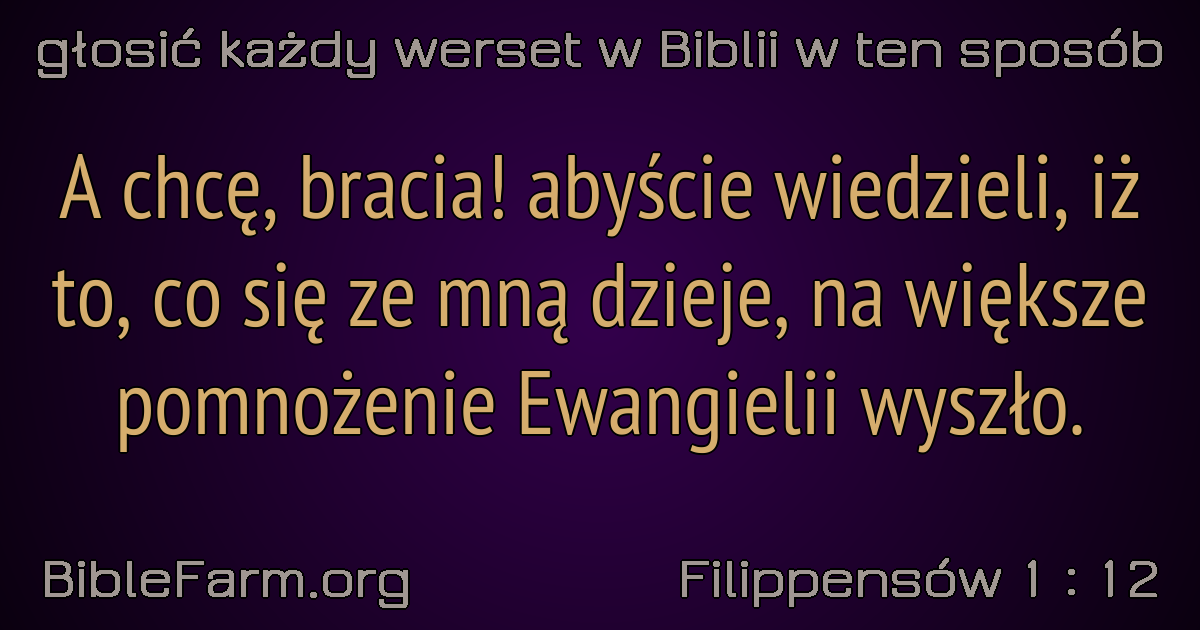 głosić każdy werset w Biblii w ten sposób
A chcę, bracia! abyście wiedzieli, iż
to, co się ze mną dzieje, na większe
pomnożenie Ewangielii wyszło.
BibleFarm.org
Filippensów 1 : 12